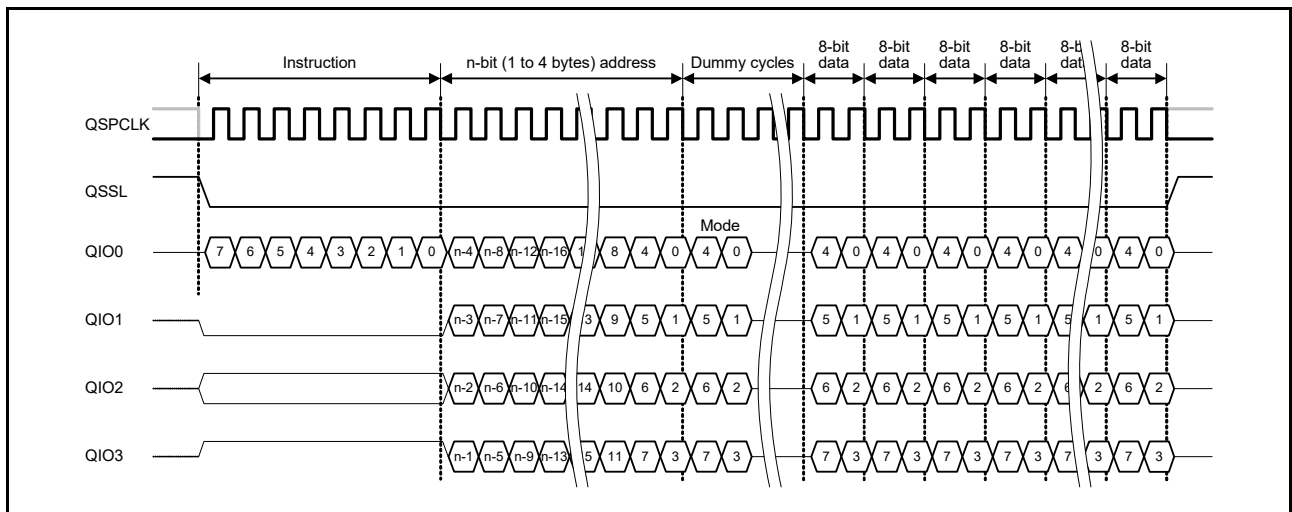 8-bit data 8-bit data 8-bit data 8-bit data 8-b data 8-bit data
Instruction n-bit (1 to 4 bytes) address Dummy cycles
QSPCLK
QSSL
Mode
QIO0 7 6 5 4 3 2 1 0 n-4 n-8 n-12 n-16 1 8 4 0 4 0 4 0 4 0 4 0 4 0 4 0 4 0
QIO1 n-3 n-7 n-11 n-15 3 9 5 1 5 1 5 1 5 1 5 1 5 1 5 1 5 1
QIO2 n-2 n-6 n-10 n-14 14 10 6 2 6 2 6 2 6 2 6 2 6 2 6 2 6 2
QIO3 n-1 n-5 n-9 n-13 5 11 7 3 7 3 7 3 7 3 7 3 7 3 7 3 7 3